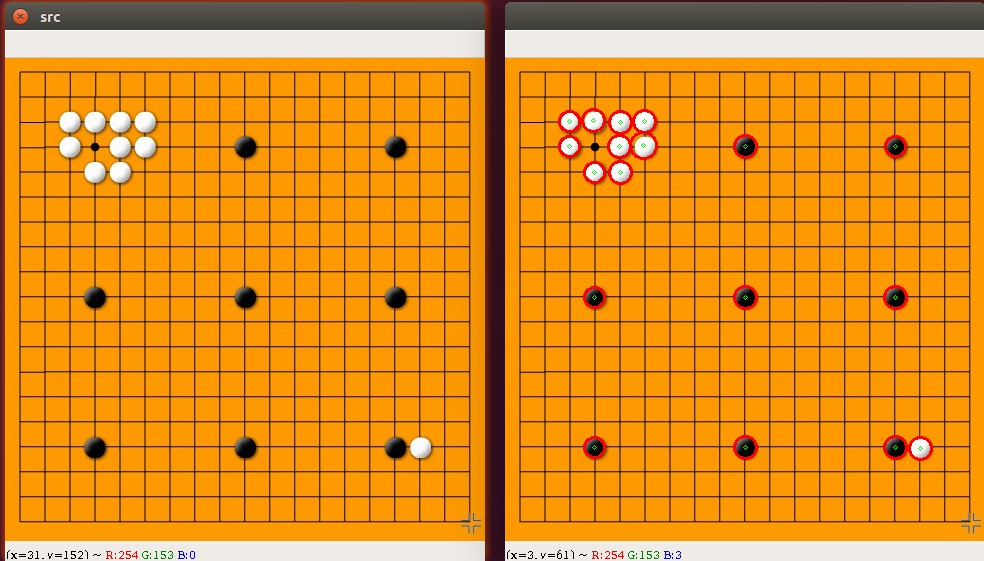 src
(x=31, y=152) ~ R:254 G:153 B:0
(x=3, y=61) ~ R:254 G:153 B:3